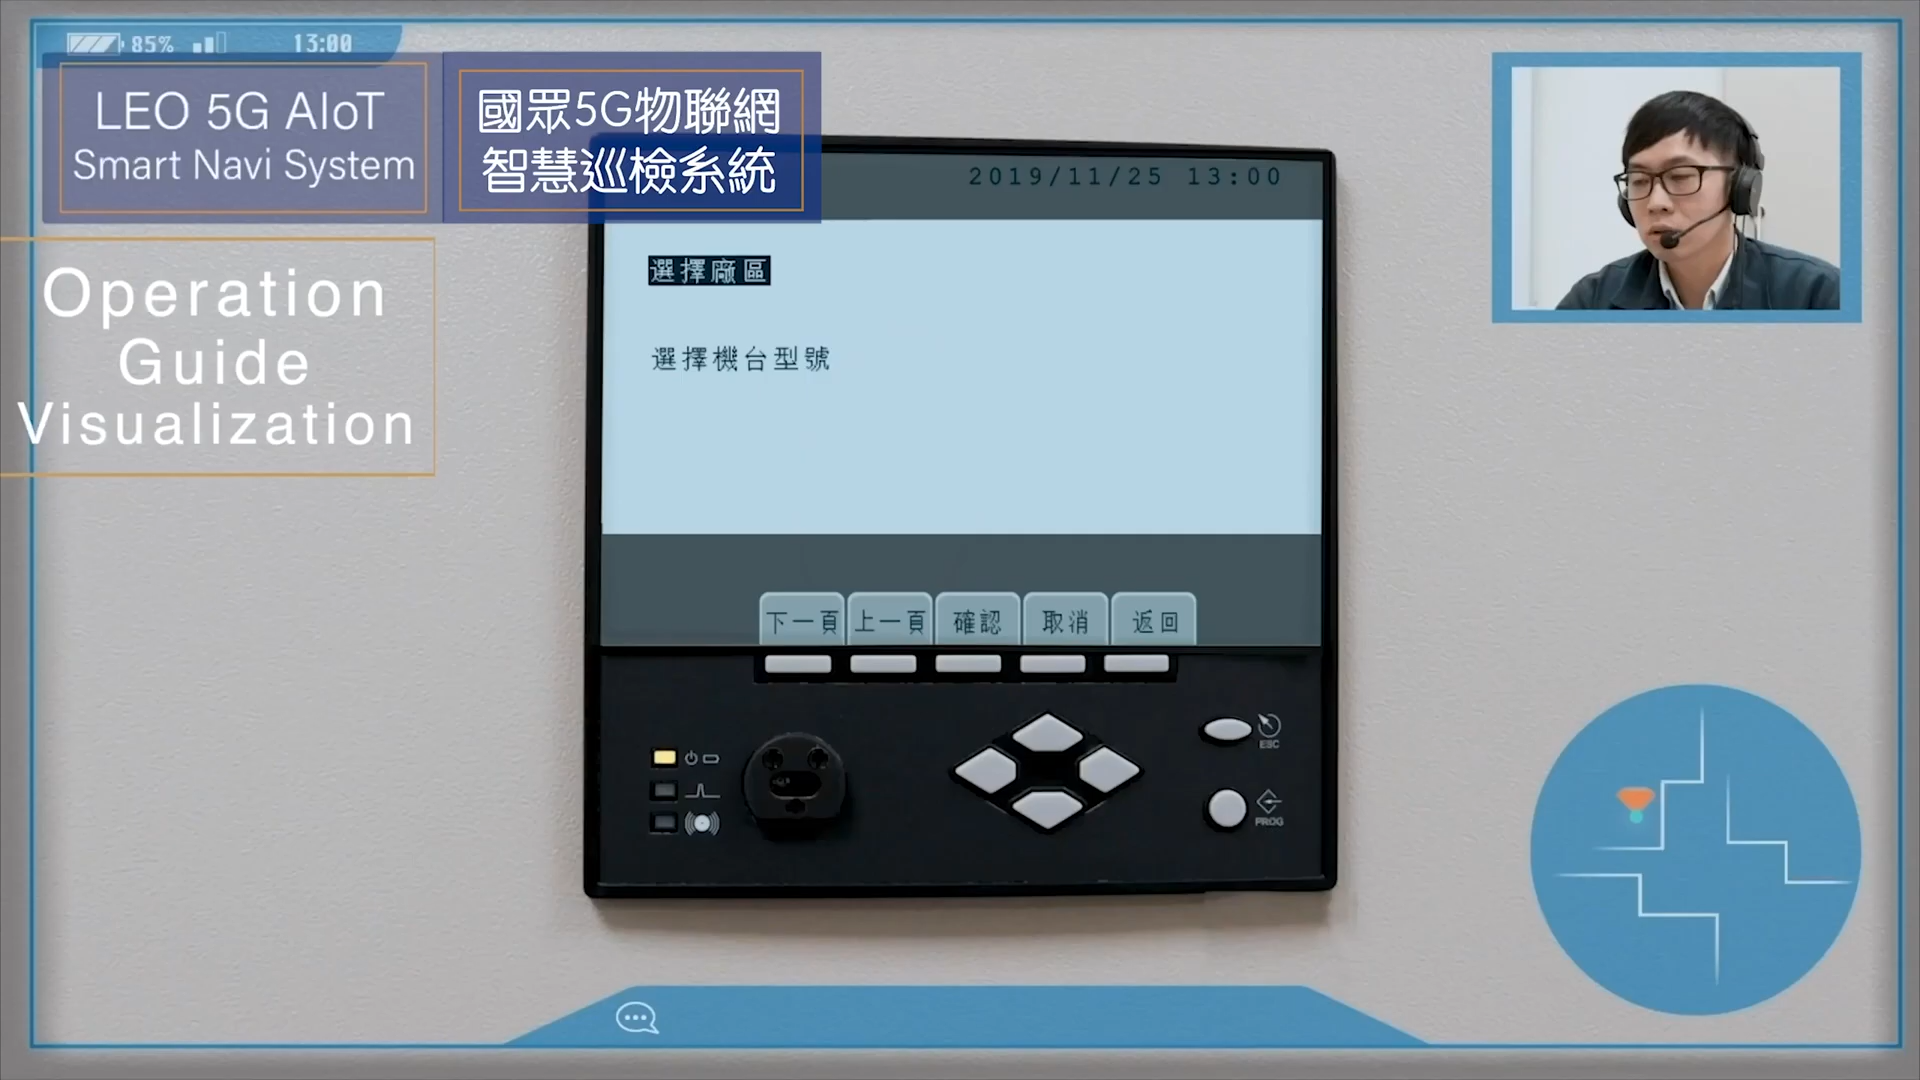 85%
13:00
LEO 5G AIoT
Smart Navi System
國眾5G物聯網
智慧巡檢系統
Operation
Guide
Visualization
2019/11/25 13:00
選擇廠區
選擇機台型號
下一頁 上一頁 確認 取消 返回
ESC
PROG